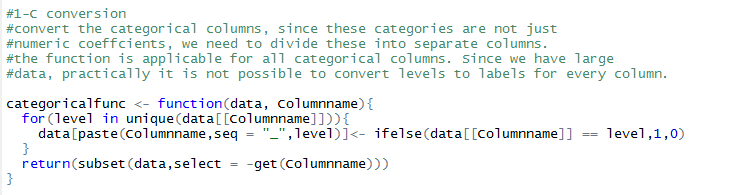 #1-C conversion
#convert the categorical columns, since these categories are not just
#numeric coeffcients, we need to divide these into separate columns.
#the function is applicable for all categorical columns. Since we have large
#data, practically it is not possible to convert levels to labels for every column.
categoricalfunc <- function(data, Columnname){
for(level in unique(data[[Columnname]])){
data[paste(Columnname,seq = "_",level)]<- ifelse(data[[Columnname]] == level,1,0)
}
return(subset(data,select = -get(Columnname)))
}